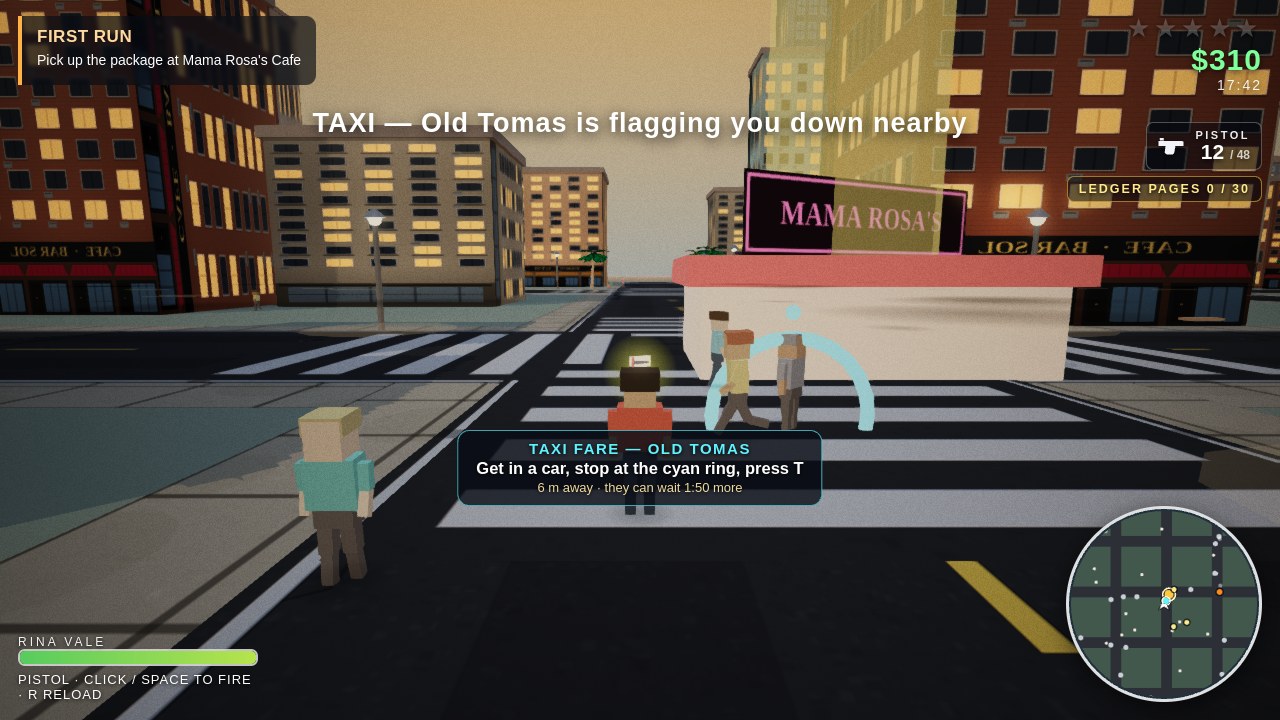 FIRST RUN
Pick up the package at Mama Rosa's Cafe
$310
17:42
TAXI — Old Tomas is flagging you down nearby
PISTOL
12 / 48
LEDGER PAGES 0 / 30
MAMA ROSA'S
CAFE · BAR SOL
CAFE · BAR SOL
TAXI FARE — OLD TOMAS
Get in a car, stop at the cyan ring, press T
6 m away · they can wait 1:50 more
RINA VALE
PISTOL · CLICK / SPACE TO FIRE
· R RELOAD